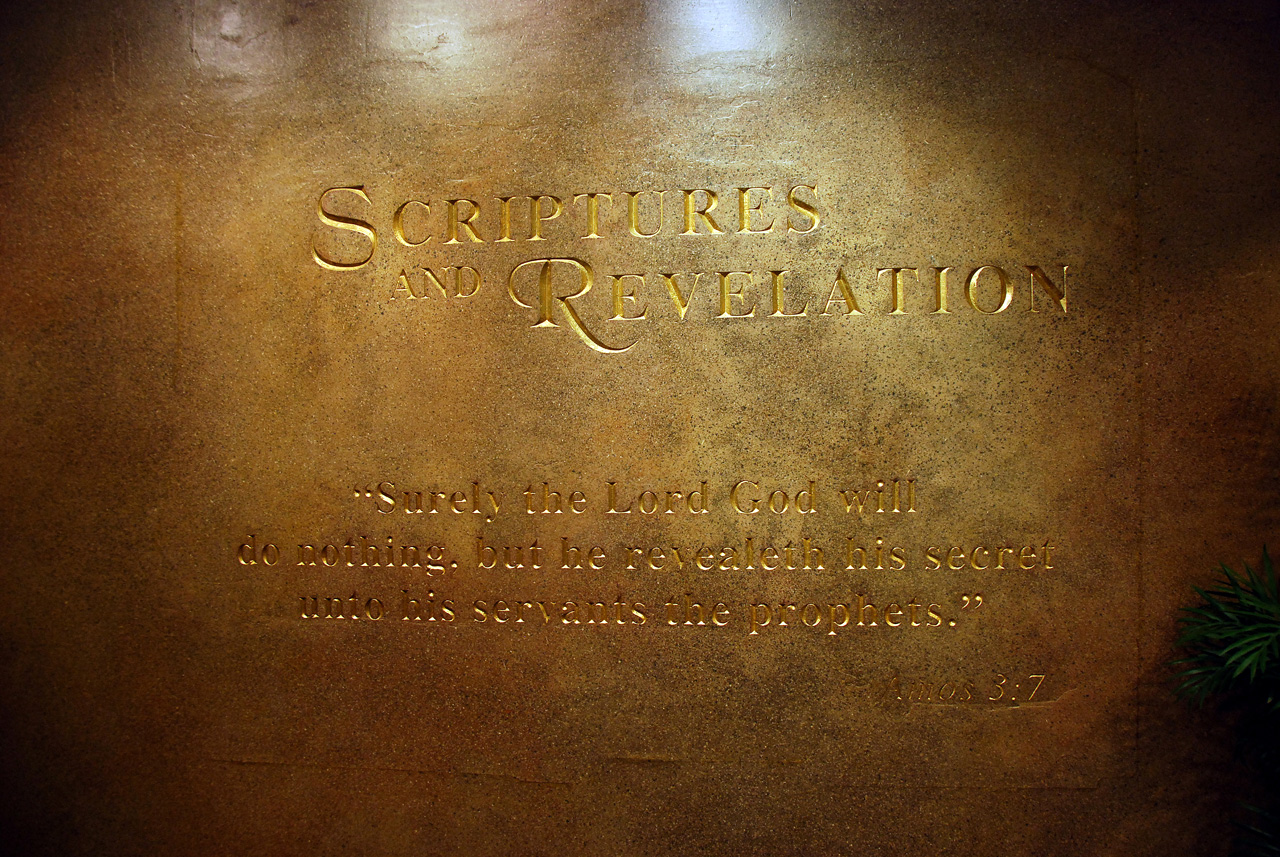 SCRIPTURES
AND REVELATION
“Surely the Lord God will
do nothing, but he revealeth his secret
unto his servants the prophets.”
Amos 3:7